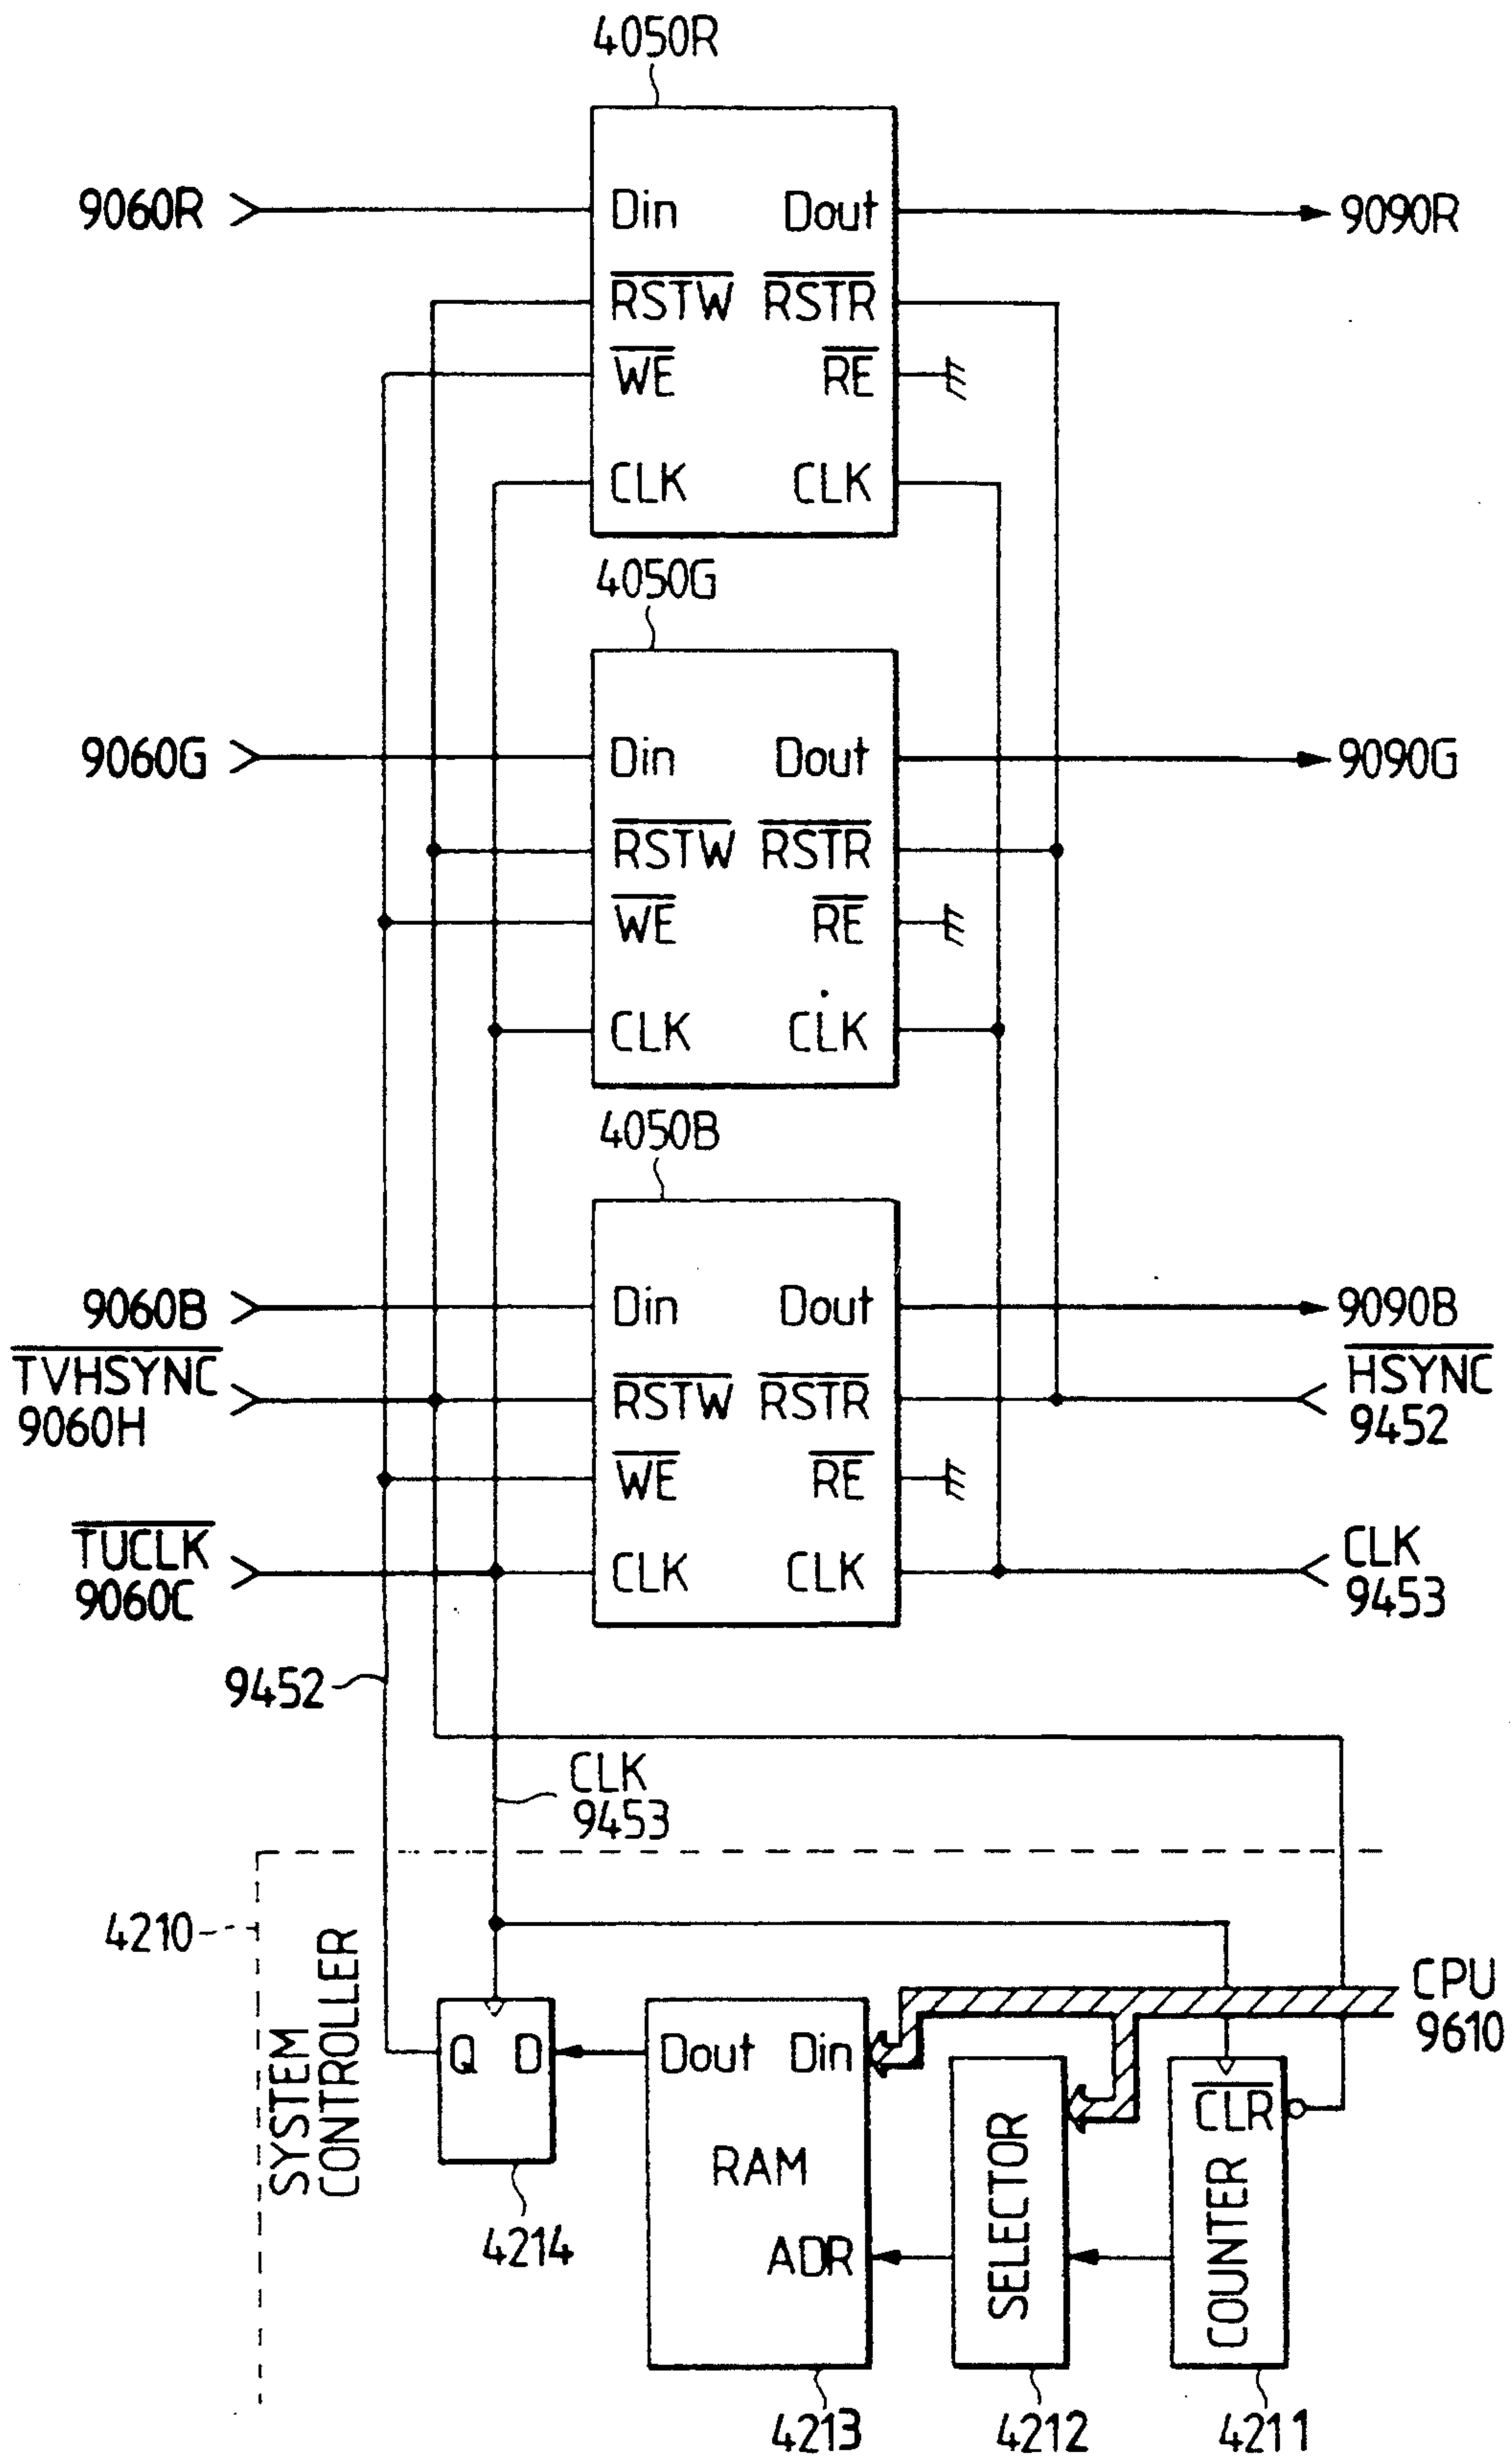 4050R
9060R
Din Dout
9090R
RSTW RSTR
WE RE
CLK CLK
4050G
9060G
Din Dout
9090G
RSTW RSTR
WE RE
CLK CLK
4050B
9060B
Din Dout
9090B
TVHSYNC
9060H
RSTW RSTR
HSYNC
9452
WE RE
TUCLK
9060C
CLK CLK
CLK
9453
9452
CLK
9453
4210
SYSTEM
CONTROLLER
CPU
9610
Q D
Dout Din
RAM
ADR
SELECTOR
CLR
COUNTER
4214
4213
4212
4211